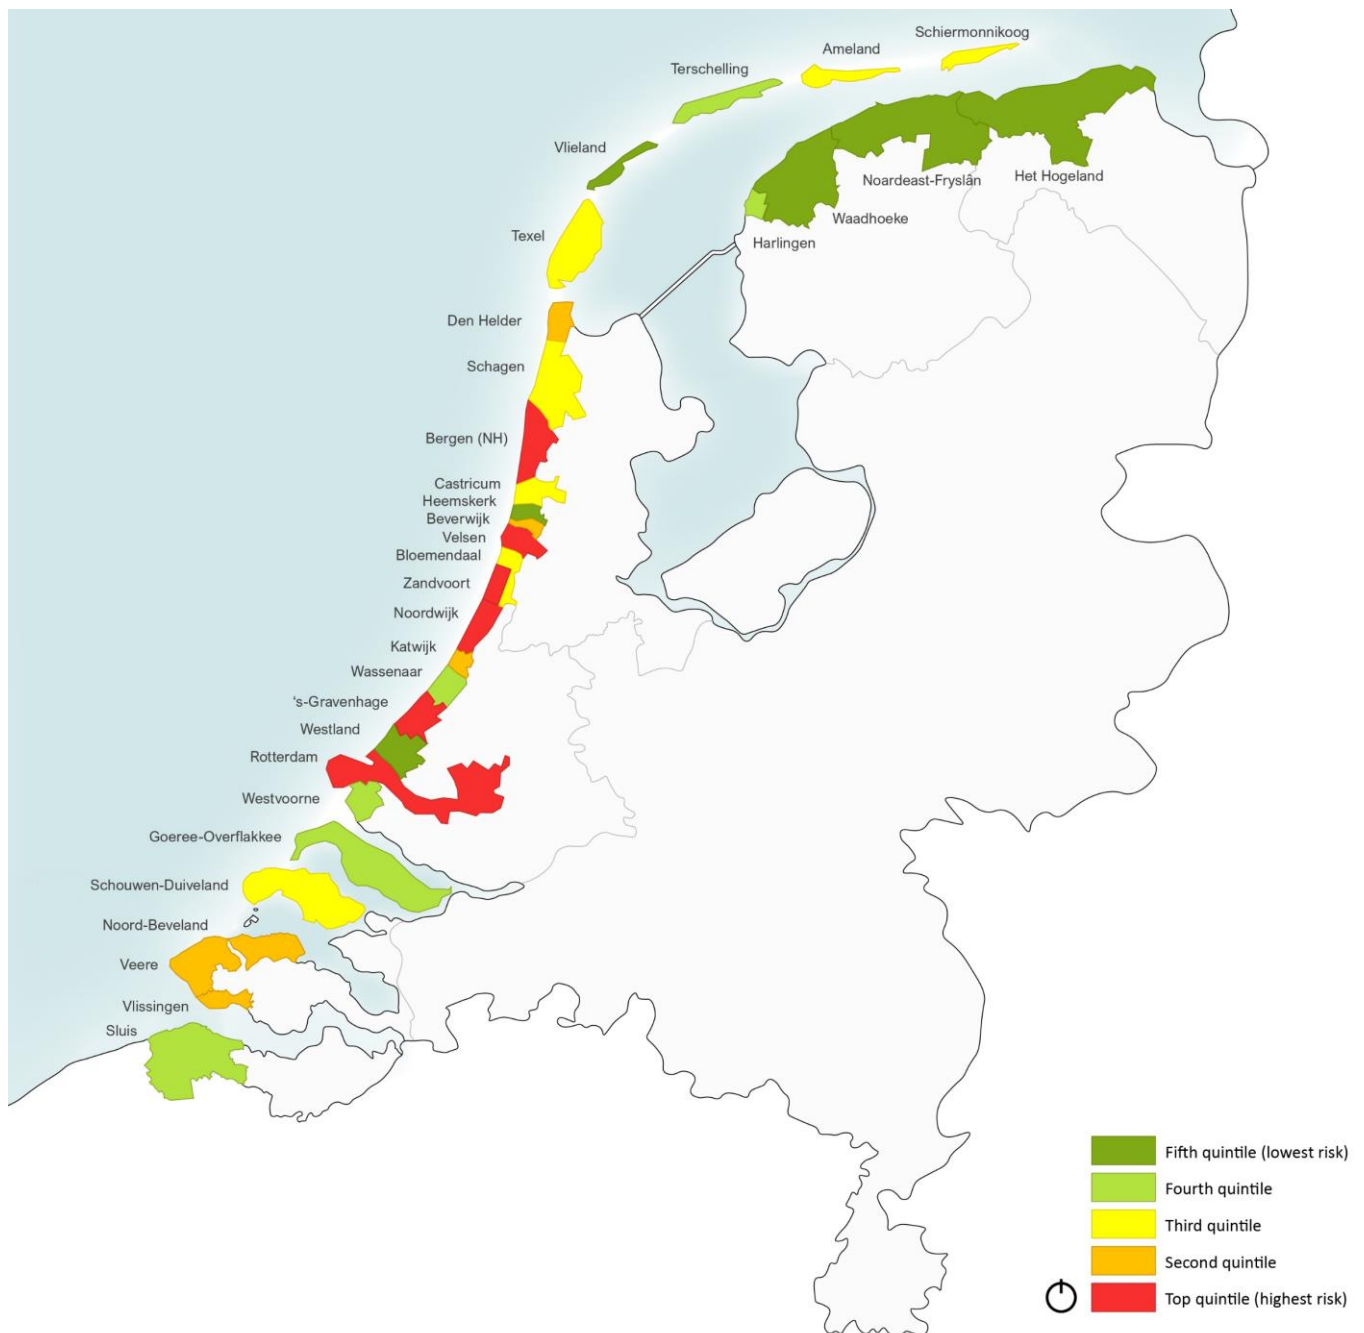 Schiermonnikoog
Ameland
Terschelling
Vlieland
Noardeast-Fryslân
Het Hogeland
Waadhoeke
Harlingen
Texel
Den Helder
Schagen
Bergen (NH)
Castricum
Heemskerk
Beverwijk
Velsen
Bloemendaal
Zandvoort
Noordwijk
Katwijk
Wassenaar
‘s-Gravenhage
Westland
Rotterdam
Westvoorne
Goeree-Overflakkee
Schouwen-Duiveland
Noord-Beveland
Veere
Vlissingen
Sluis
Fifth quintile (lowest risk)
Fourth quintile
Third quintile
Second quintile
Top quintile (highest risk)